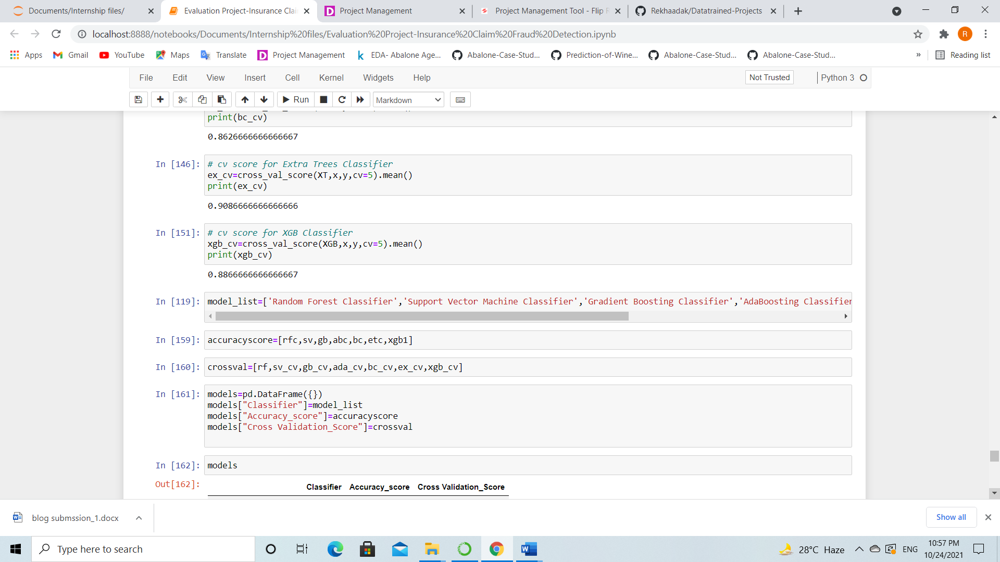 Documents/Internship files/
Evaluation Project-Insurance Clai
Project Management
Project Management Tool - Flip R
Rekhaadak/Datatrained-Projects
localhost:8888/notebooks/Documents/Internship%20files/Evaluation%20Project-Insurance%20Claim%20Fraud%20Detection.ipynb
R
Apps
Gmail
YouTube
Maps
Translate
Project Management
EDA- Abalone Age...
Abalone-Case-Stud...
Prediction-of-Wine...
Abalone-Case-Stud...
Abalone-Case-Stud...
»
Reading list
File Edit View Insert Cell Kernel Widgets Help
Not Trusted
Python 3
Run
Markdown
print(bc_cv)
0.8626666666666667
In [146]:
# cv score for Extra Trees Classifier
ex_cv=cross_val_score(XT,x,y,cv=5).mean()
print(ex_cv)
0.9086666666666666
In [151]:
# cv score for XGB Classifier
xgb_cv=cross_val_score(XGB,x,y,cv=5).mean()
print(xgb_cv)
0.8866666666666667
In [119]:
model_list=['Random Forest Classifier','Support Vector Machine Classifier','Gradient Boosting Classifier','AdaBoosting Classifier
In [159]:
accuracyscore=[rfc,sv,gb,abc,bc,etc,xgb1]
In [160]:
crossval=[rf,sv_cv,gb_cv,ada_cv,bc_cv,ex_cv,xgb_cv]
In [161]:
models=pd.DataFrame({})
models["Classifier"]=model_list
models["Accuracy_score"]=accuracyscore
models["Cross Validation_Score"]=crossval
In [162]:
models
Out[162]:
Classifier Accuracy_score Cross Validation_Score
blog submssion_1.docx
Show all
Type here to search
28°C Haze
ENG
10:57 PM
10/24/2021